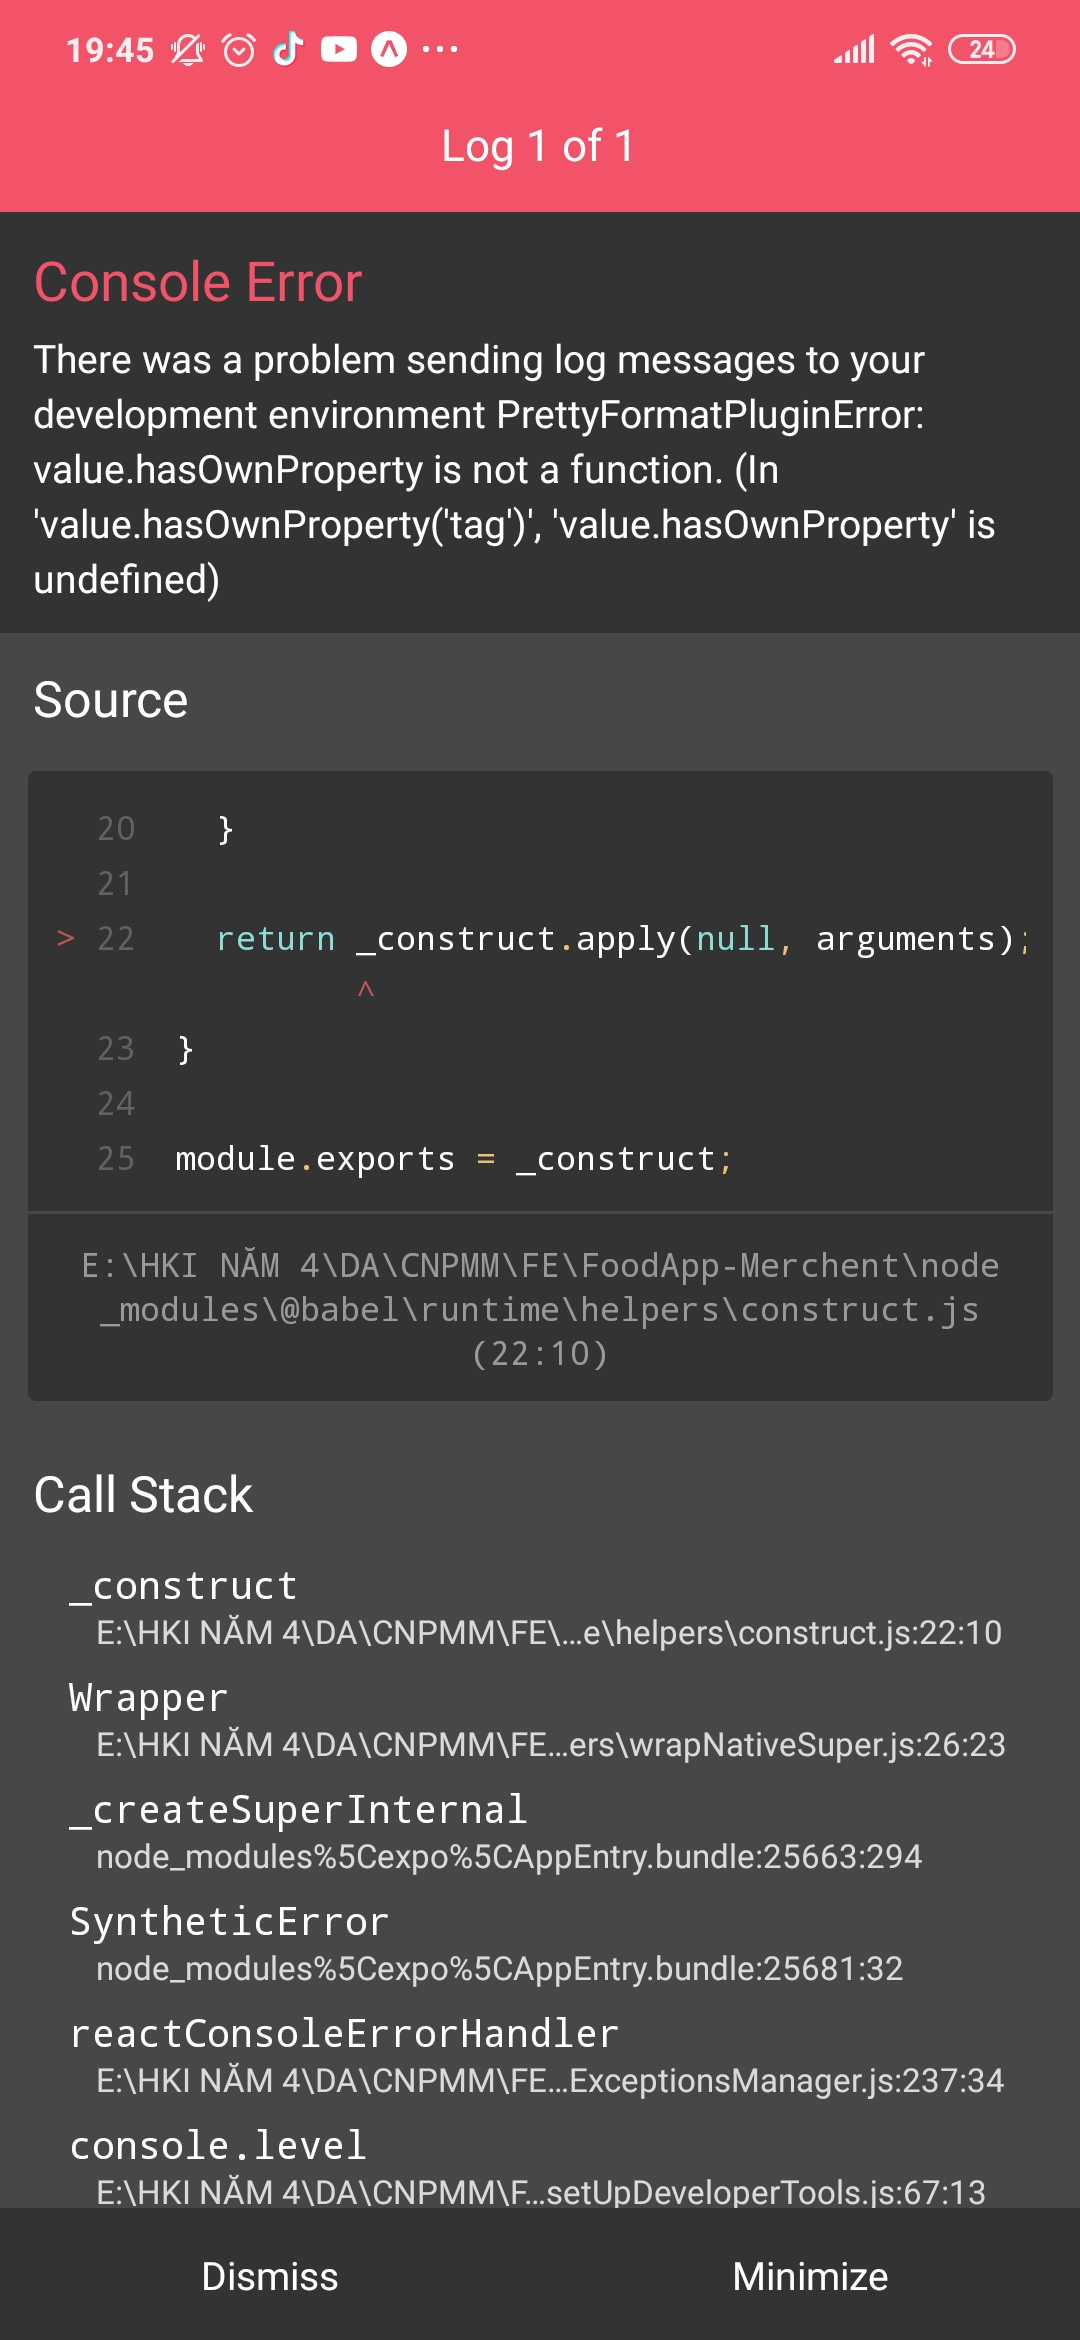 19:45
24
Log 1 of 1
Console Error
There was a problem sending log messages to your
development environment PrettyFormatPluginError:
value.hasOwnProperty is not a function. (In
'value.hasOwnProperty('tag')', 'value.hasOwnProperty' is
undefined)
Source
20 }
21
> 22 return _construct.apply(null, arguments);
^
23 }
24
25 module.exports = _construct;
E:\HKI NĂM 4\DA\CNPMM\FE\FoodApp-Merchent\node
_modules\@babel\runtime\helpers\construct.js
(22:10)
Call Stack
_construct
E:\HKI NĂM 4\DA\CNPMM\FE\...e\helpers\construct.js:22:10
Wrapper
E:\HKI NĂM 4\DA\CNPMM\FE...ers\wrapNativeSuper.js:26:23
_createSuperInternal
node_modules%5Cexpo%5CAppEntry.bundle:25663:294
SyntheticError
node_modules%5Cexpo%5CAppEntry.bundle:25681:32
reactConsoleErrorHandler
E:\HKI NĂM 4\DA\CNPMM\FE...ExceptionsManager.js:237:34
console.level
E:\HKI NĂM 4\DA\CNPMM\F...setUpDeveloperTools.js:67:13
Dismiss
Minimize